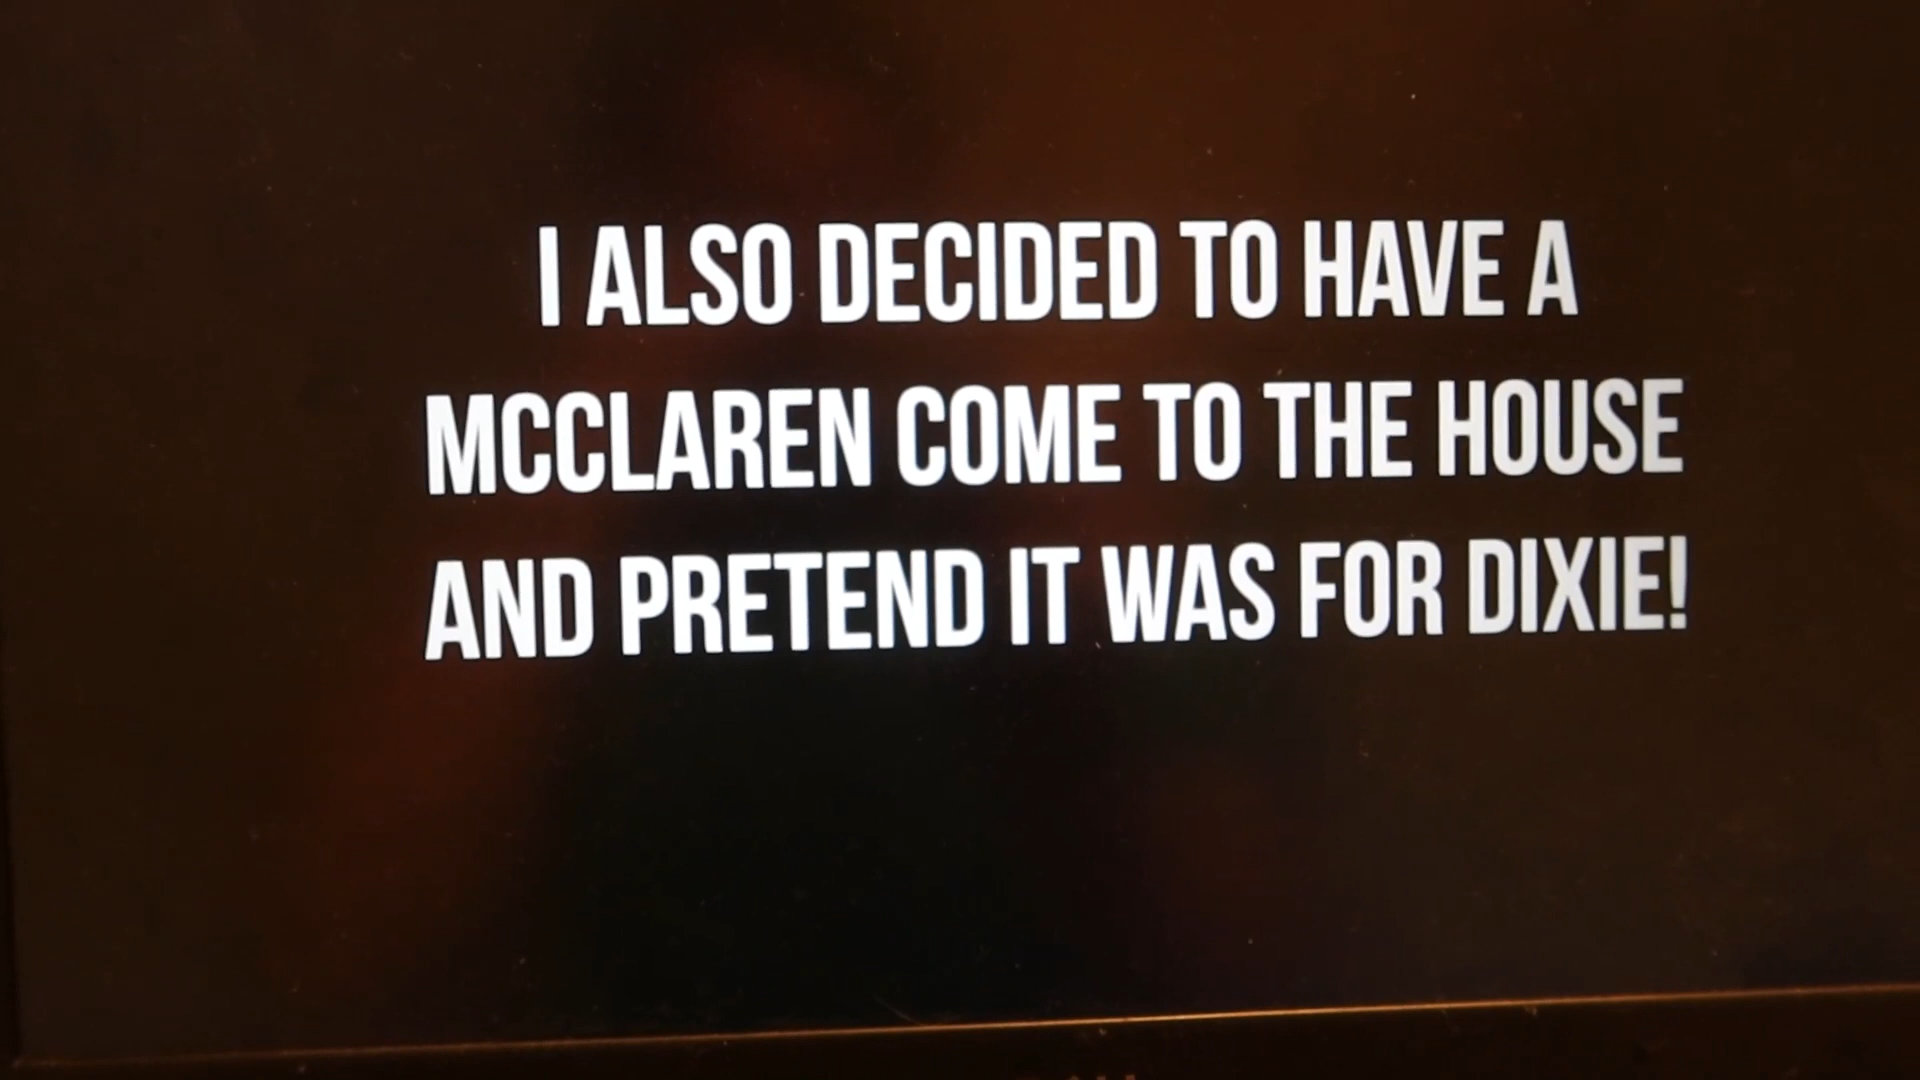 I ALSO DECIDED TO HAVE A
MCCLAREN COME TO THE HOUSE
AND PRETEND IT WAS FOR DIXIE!